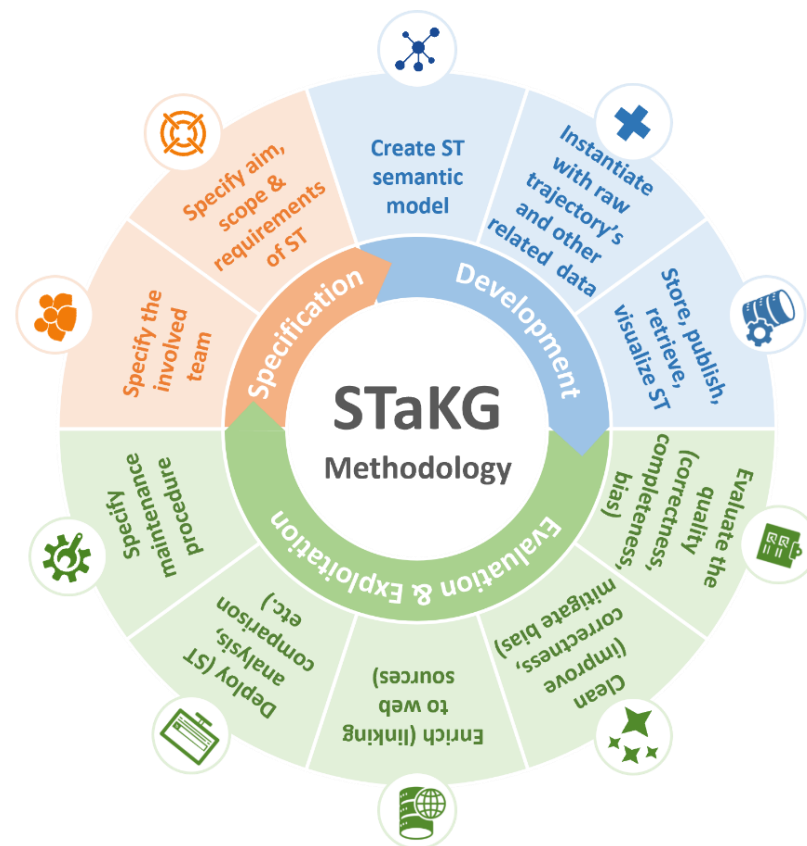 STaKG
Methodology
Specification
Development
Evaluation & Exploitation
Specify the
involved
team
Specify aim,
scope &
requirements
of ST
Create ST
semantic
model
Instantiate
with raw
trajectory's
and other
related data
Store, publish,
retrieve,
visualize ST
Evaluate the
quality
(correctness,
completeness,
bias)
Clean
(improve
correctness,
mitigate bias)
Enrich (linking
to web
sources)
Deploy (ST
analysis,
comparison
etc.)
Specify
maintenance
procedure